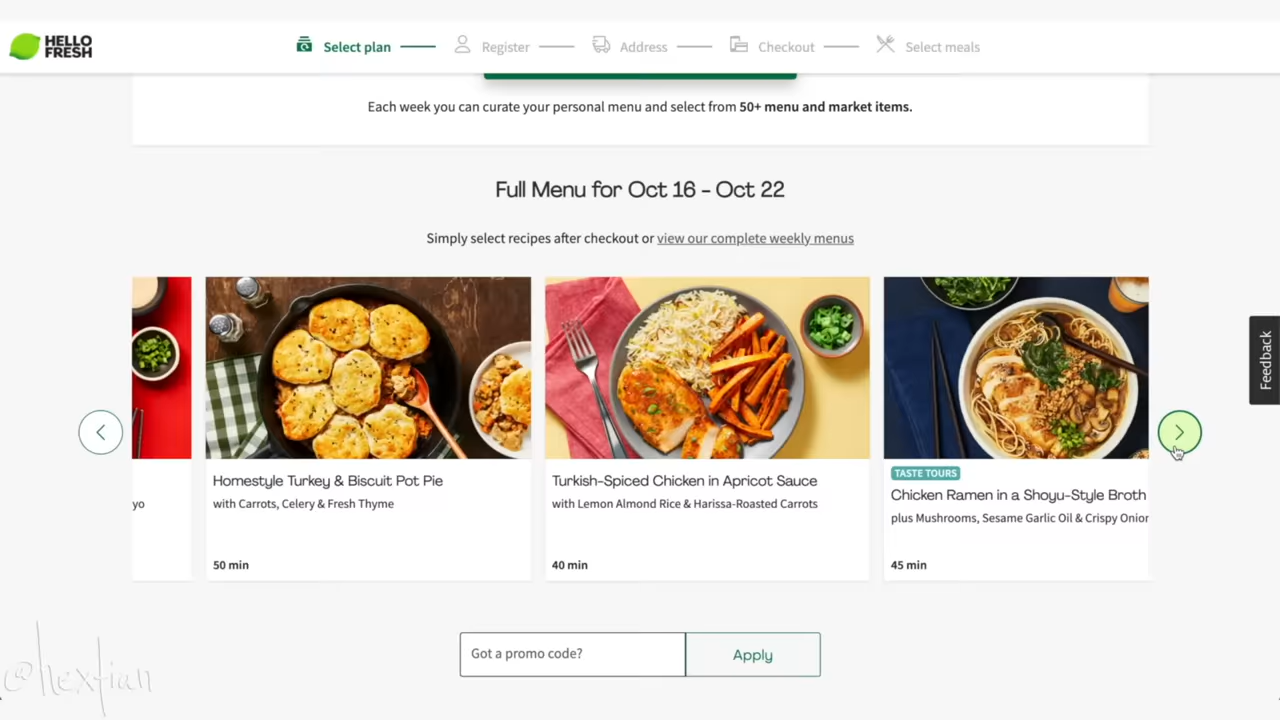 HELLO
FRESH
Select plan
Register
Address
Checkout
Select meals
Each week you can curate your personal menu and select from 50+ menu and market items.
Full Menu for Oct 16 - Oct 22
Simply select recipes after checkout or view our complete weekly menus
Feedback
yo
Homestyle Turkey & Biscuit Pot Pie
with Carrots, Celery & Fresh Thyme
50 min
Turkish-Spiced Chicken in Apricot Sauce
with Lemon Almond Rice & Harissa-Roasted Carrots
40 min
TASTE TOURS
Chicken Ramen in a Shoyu-Style Broth
plus Mushrooms, Sesame Garlic Oil & Crispy Onion
45 min
Got a promo code?
Apply
@hextian